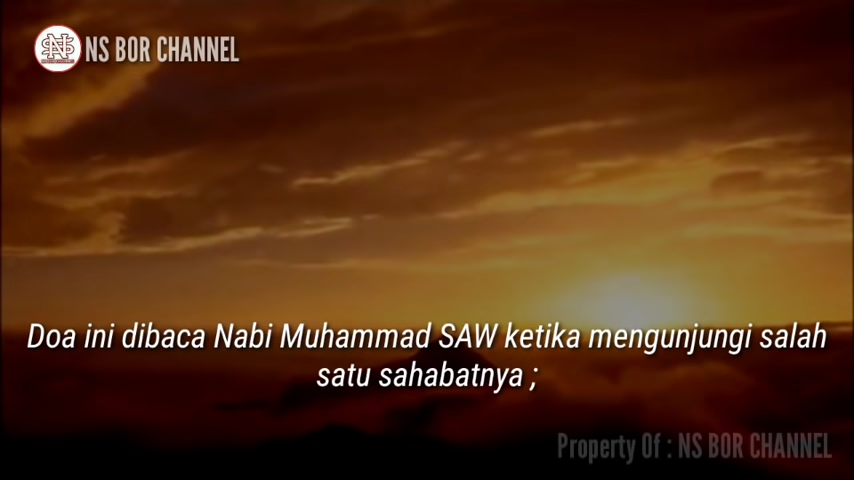 NS BOR CHANNEL
Doa ini dibaca Nabi Muhammad SAW ketika mengunjungi salah
satu sahabatnya ;
Property Of : NS BOR CHANNEL